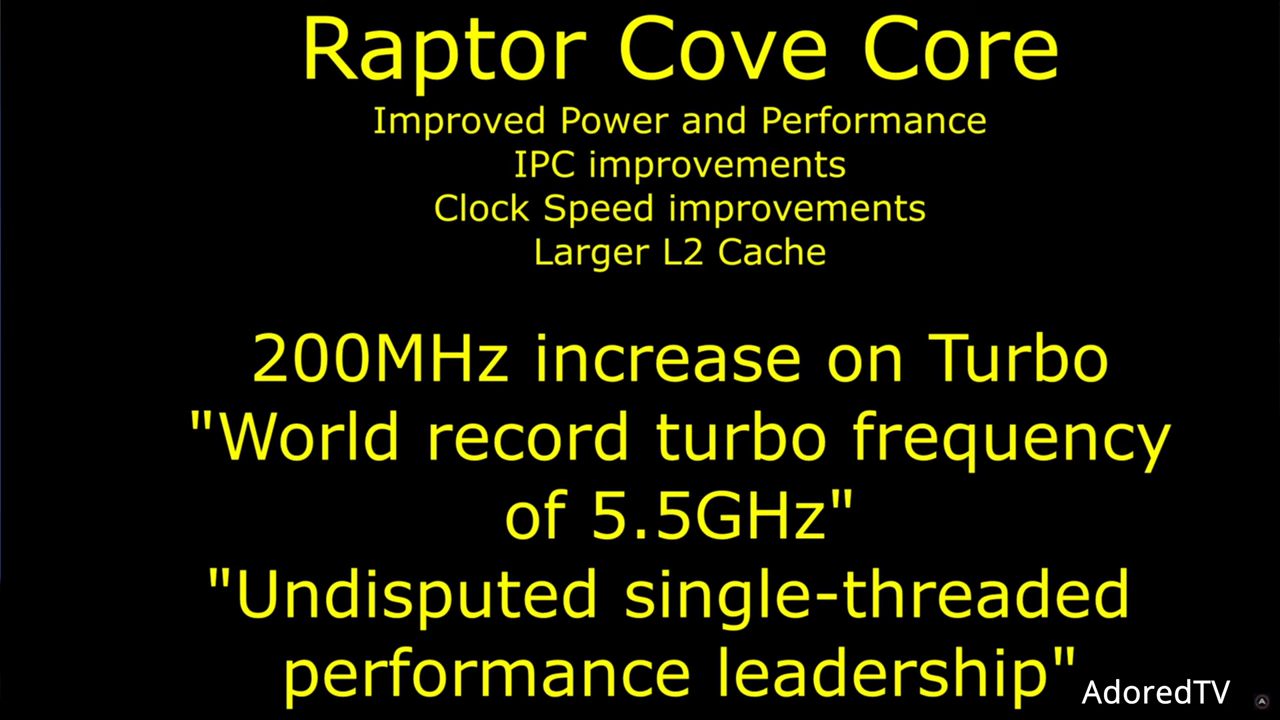 Raptor Cove Core
Improved Power and Performance
IPC improvements
Clock Speed improvements
Larger L2 Cache
200MHz increase on Turbo
"World record turbo frequency
of 5.5GHz"
"Undisputed single-threaded
performance leadership"
AdoredTV